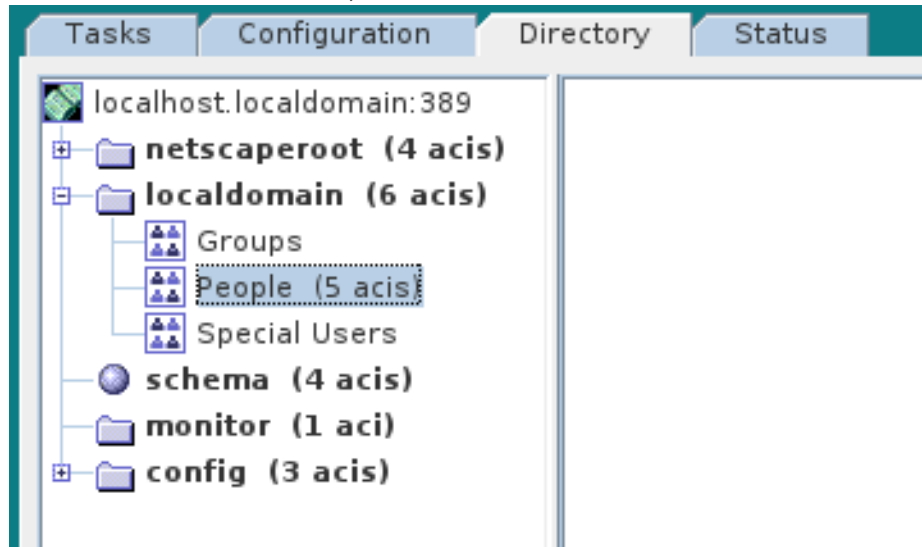 Tasks Configuration Directory Status
localhost.localdomain:389
netscaperoot (4 acis)
localdomain (6 acis)
Groups
People (5 acis)
Special Users
schema (4 acis)
monitor (1 aci)
config (3 acis)